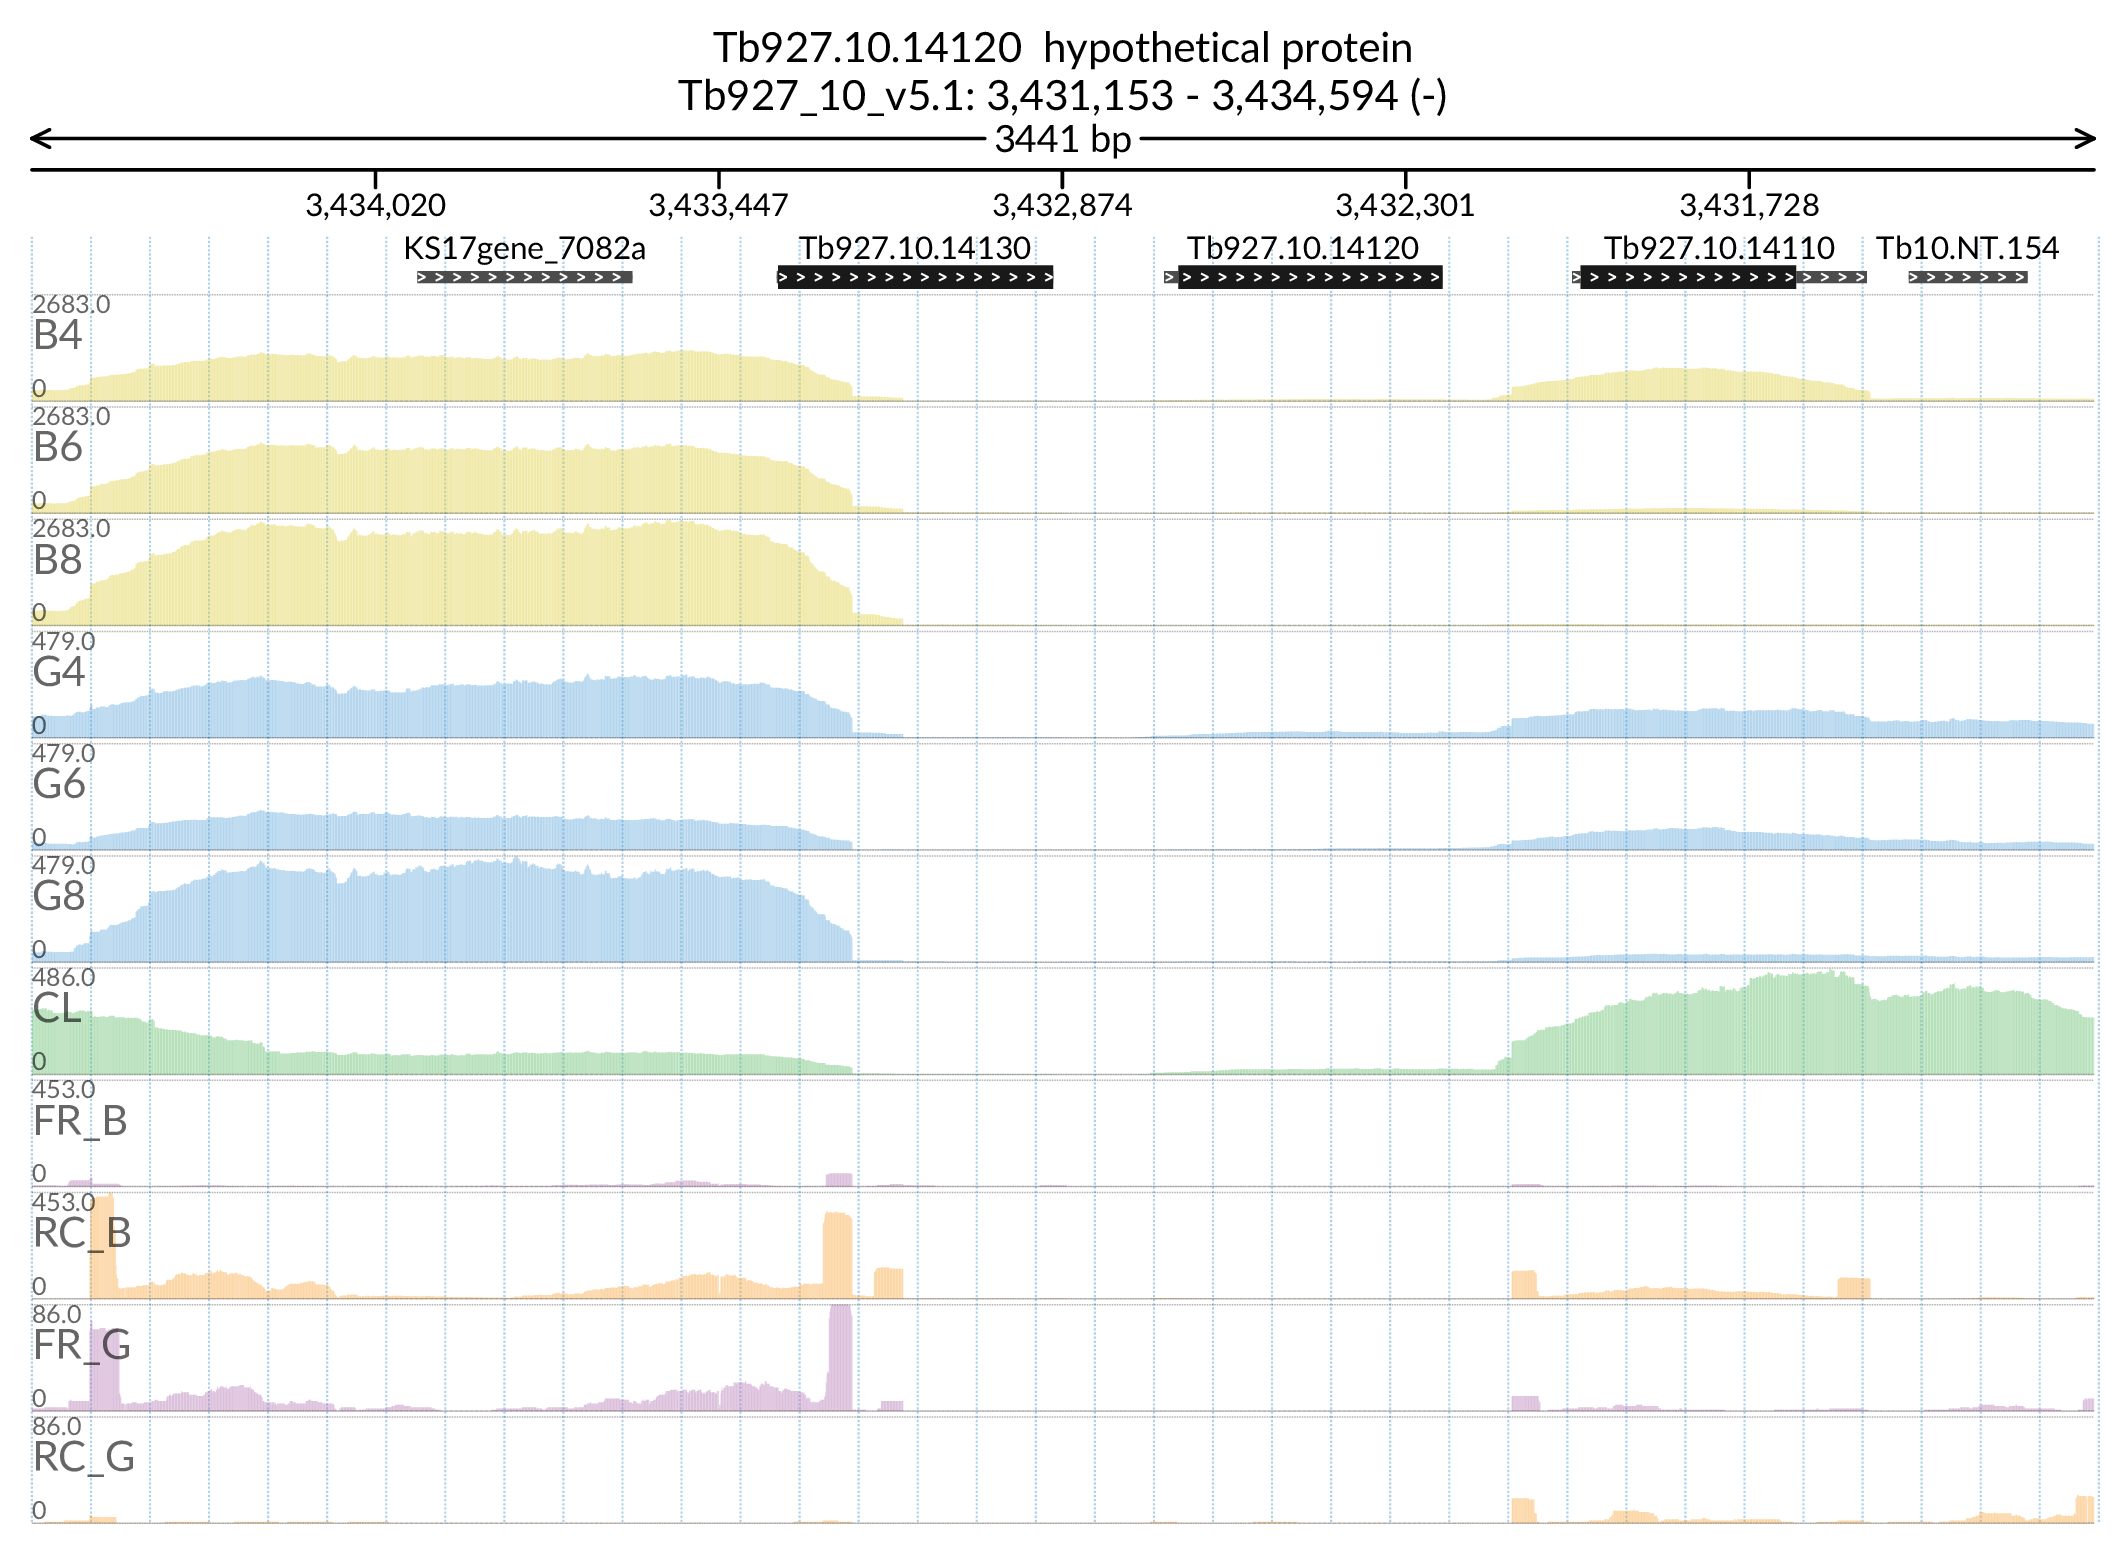 Tb927.10.14120 hypothetical protein
Tb927_10_v5.1: 3,431,153 - 3,434,594 (-)
3441 bp
3,434,020 3,433,447 3,432,874 3,432,301 3,431,728
KS17gene_7082a Tb927.10.14130 Tb927.10.14120 Tb927.10.14110 Tb10.NT.154
2683.0
B4
0
2683.0
B6
0
2683.0
B8
0
479.0
G4
0
479.0
G6
0
479.0
G8
0
486.0
CL
0
453.0
FR_B
0
453.0
RC_B
0
86.0
FR_G
0
86.0
RC_G
0